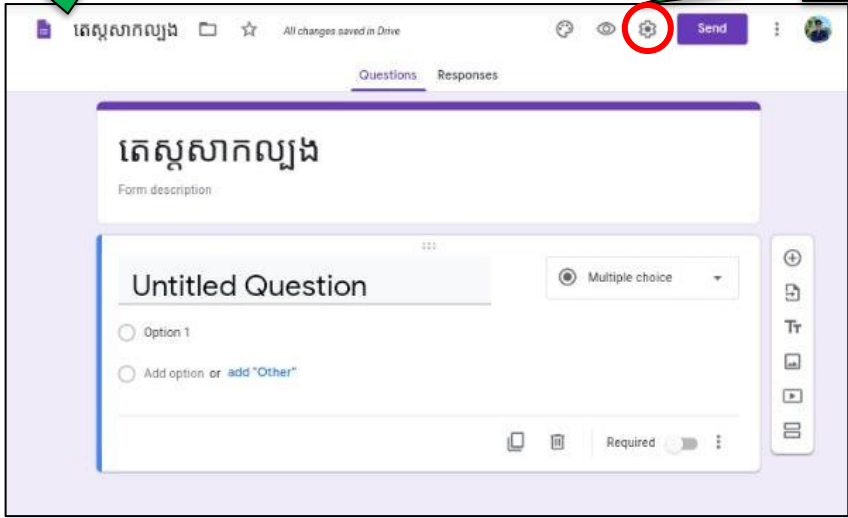 តេស្តសាកល្បង All changes saved in Drive Send
Questions Responses
តេស្តសាកល្បង
Form description
Untitled Question Multiple choice
Option 1
Add option or add "Other"
Required
Tт